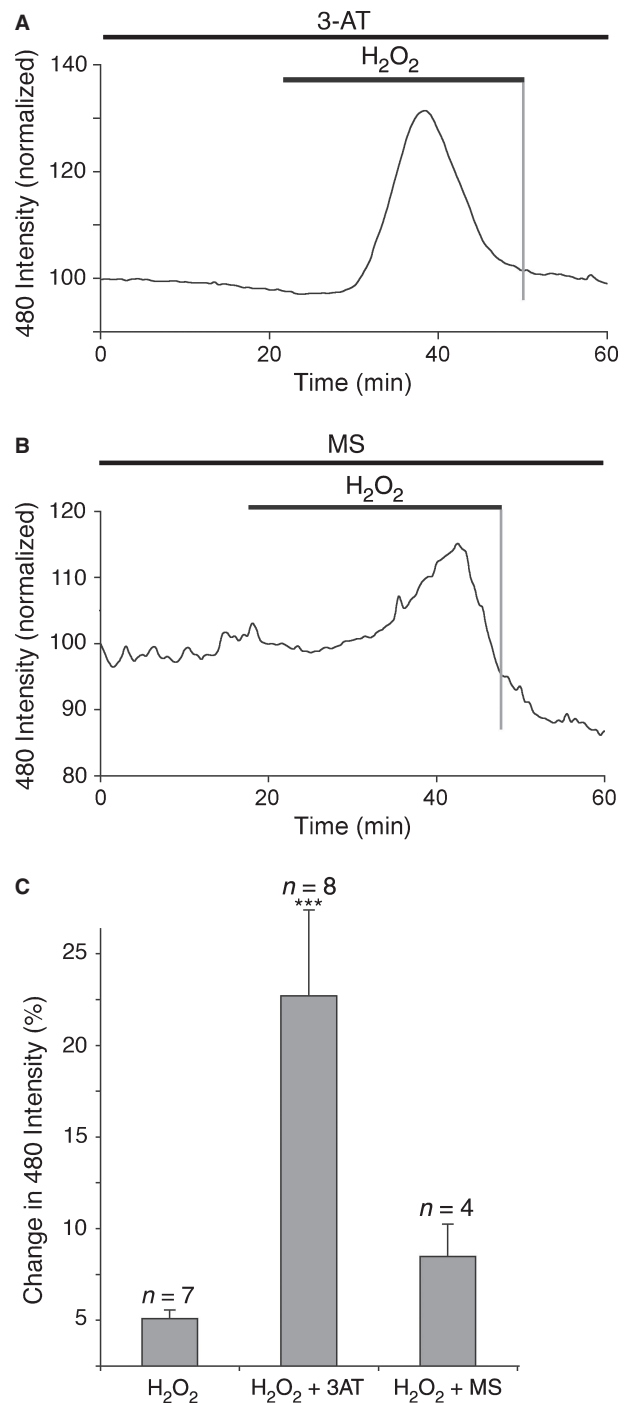 A
3-AT
H₂O₂
480 Intensity (normalized)
140
120
100
0
20
40
60
Time (min)
B
MS
H₂O₂
480 Intensity (normalized)
120
110
100
90
80
0
20
40
60
Time (min)
C
n = 8
***
Change in 480 Intensity (%)
25
20
15
10
5
n = 4
n = 7
H₂O₂
H₂O₂ + 3AT
H₂O₂ + MS